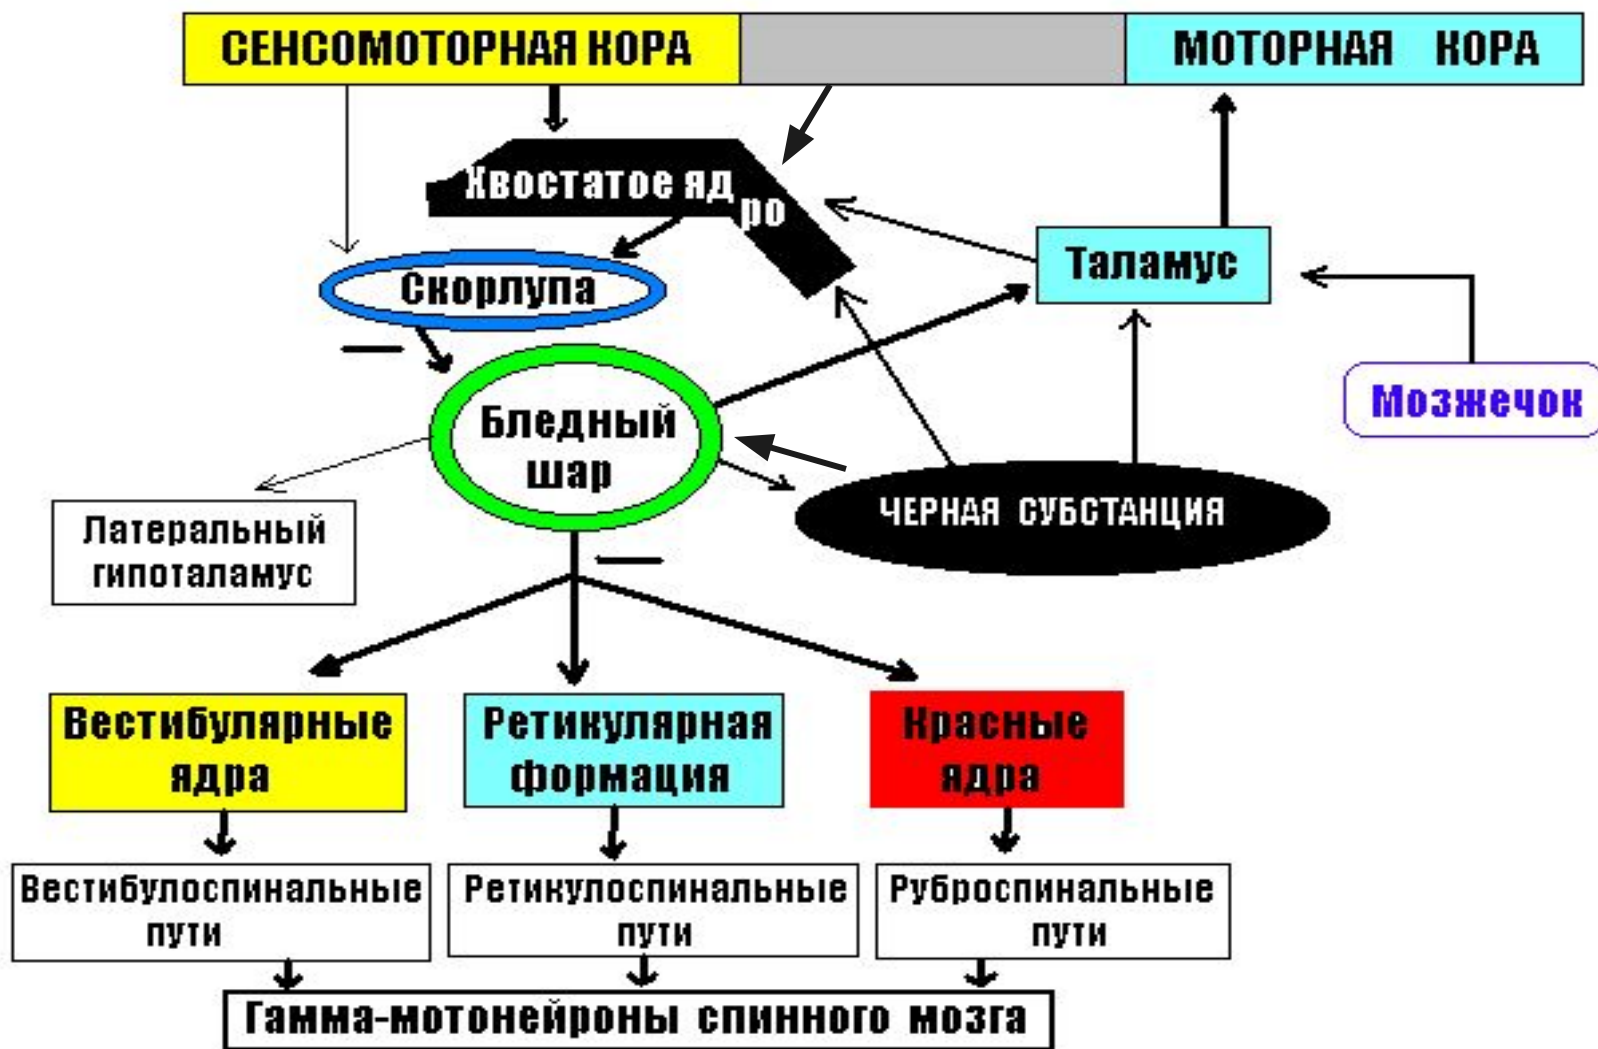 СЕНСОМОТОРНАЯ КОРА
МОТОРНАЯ КОРА
Хвостатое яд
ро
Таламус
Скорлупа
Мозжечок
Бледный
шар
ЧЕРНАЯ СУБСТАНЦИЯ
Латеральный
гипоталамус
Вестибулярные
ядра
Ретикулярная
формация
Красные
ядра
Вестибулоспинальные
пути
Ретикулоспинальные
пути
Руброспинальные
пути
Гамма-мотонейроны спинного мозга